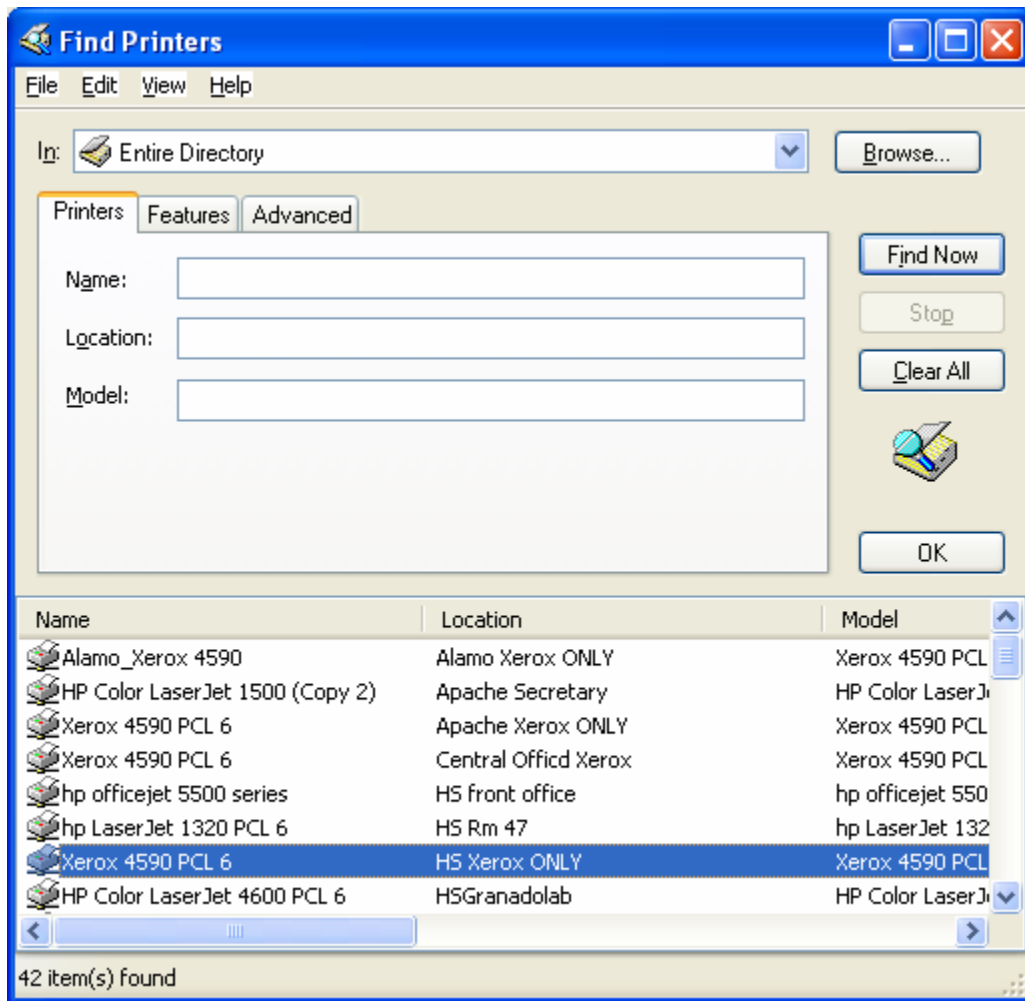 Find Printers
File Edit View Help
In: Entire Directory Browse...
Printers Features Advanced
Find Now
Name:
Stop
Location:
Clear All
Model:
OK
Name Location Model
Alamo_Xerox 4590 Alamo Xerox ONLY Xerox 4590 PCL
HP Color LaserJet 1500 (Copy 2) Apache Secretary HP Color LaserJ
Xerox 4590 PCL 6 Apache Xerox ONLY Xerox 4590 PCL
Xerox 4590 PCL 6 Central Officd Xerox Xerox 4590 PCL
hp officejet 5500 series HS front office hp officejet 550
hp LaserJet 1320 PCL 6 HS Rm 47 hp LaserJet 132
Xerox 4590 PCL 6 HS Xerox ONLY Xerox 4590 PCL
HP Color LaserJet 4600 PCL 6 HSGranadolab HP Color LaserJ
42 item(s) found